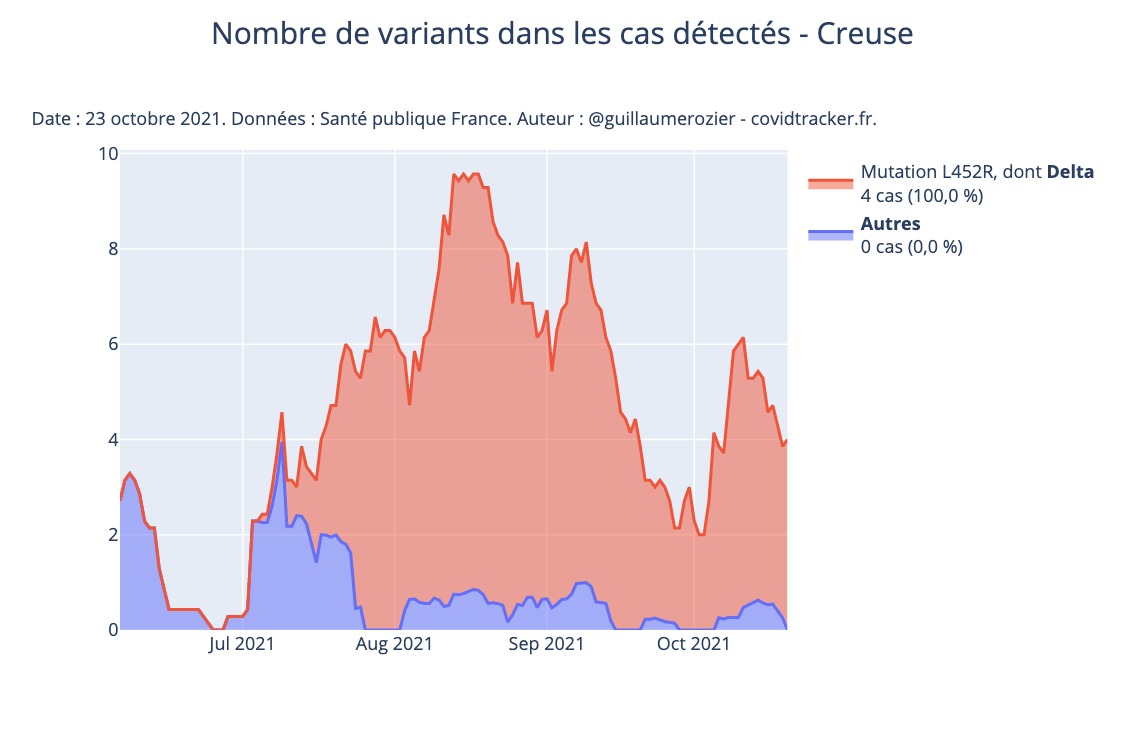 Nombre de variants dans les cas détectés - Creuse
Date : 23 octobre 2021. Données : Santé publique France. Auteur : @guillaumerozier - covidtracker.fr.
10
8
6
4
2
0
Jul 2021
Aug 2021
Sep 2021
Oct 2021
Mutation L452R, dont Delta
4 cas (100,0 %)
Autres
0 cas (0,0 %)